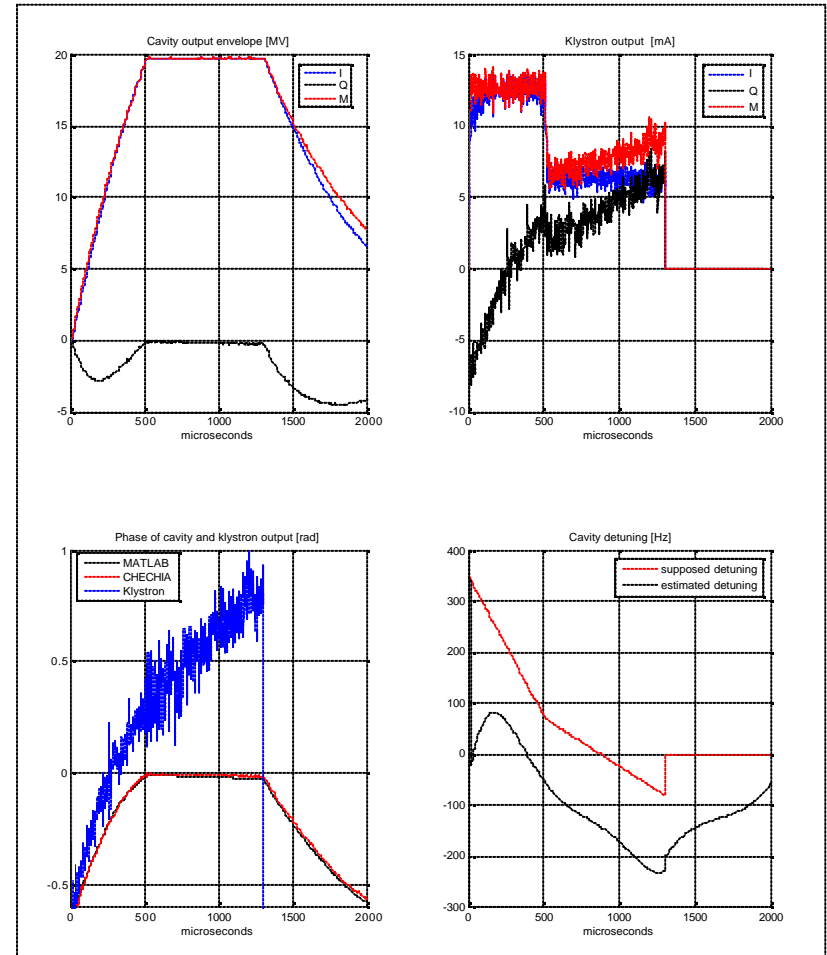 Cavity output envelope [MV]
20
15
10
5
0
-5
0
500
1000
1500
2000
microseconds
I
Q
M
Klystron output [mA]
15
10
5
0
-5
-10
0
500
1000
1500
2000
microseconds
I
Q
M
Phase of cavity and klystron output [rad]
1
0.5
0
-0.5
0
500
1000
1500
2000
microseconds
MATLAB
CHECHIA
Klystron
Cavity detuning [Hz]
400
300
200
100
0
-100
-200
-300
0
500
1000
1500
2000
microseconds
supposed detuning
estimated detuning